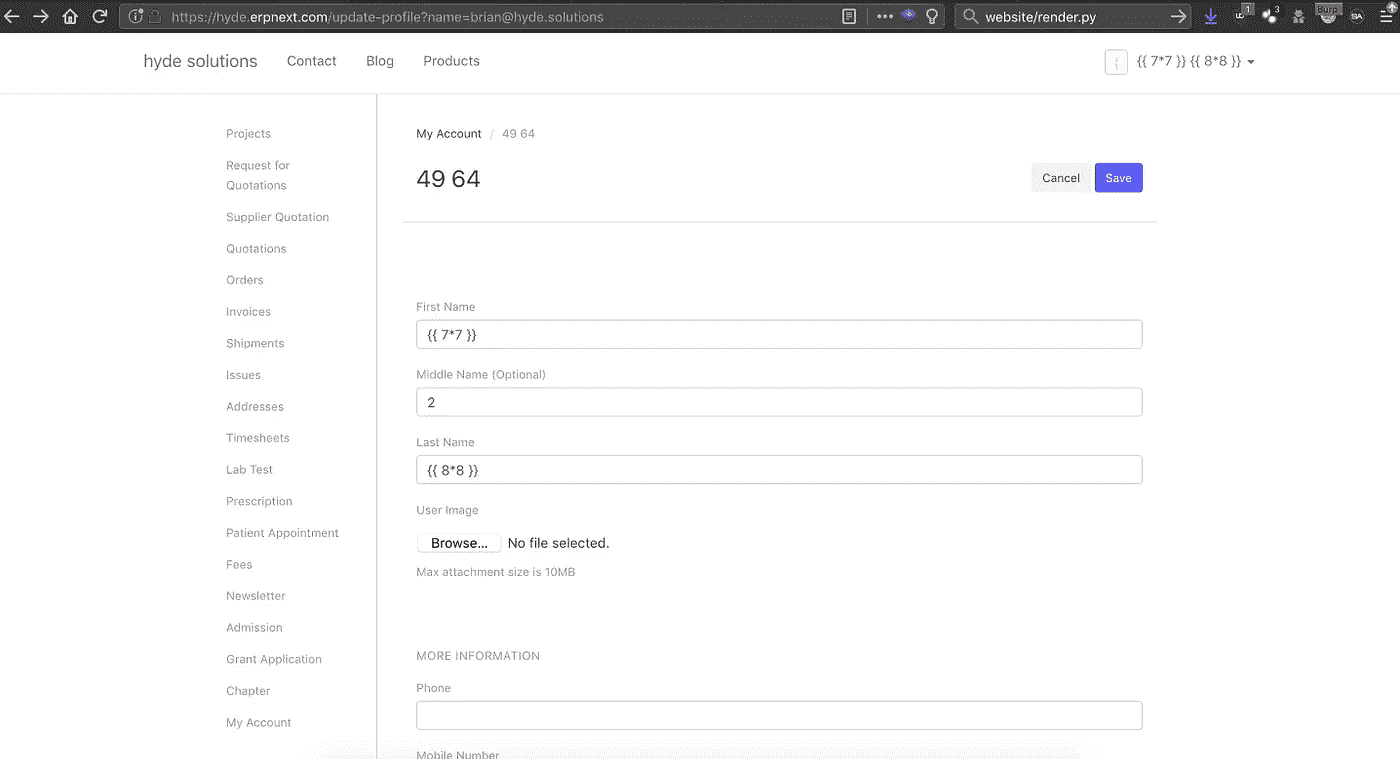 https://hyde.erpnext.com/update-profile?name=brian@hyde.solutions
website/render.py
1
3
Burp
hyde solutions
Contact
Blog
Products
{
{{ 7*7 }} {{ 8*8 }}
Projects
Request for
Quotations
Supplier Quotation
Quotations
Orders
Invoices
Shipments
Issues
Addresses
Timesheets
Lab Test
Prescription
Patient Appointment
Fees
Newsletter
Admission
Grant Application
Chapter
My Account
My Account / 49 64
49 64
Cancel
Save
First Name
{{ 7*7 }}
Middle Name (Optional)
2
Last Name
{{ 8*8 }}
User Image
Browse... No file selected.
Max attachment size is 10MB
MORE INFORMATION
Phone
Mobile Number